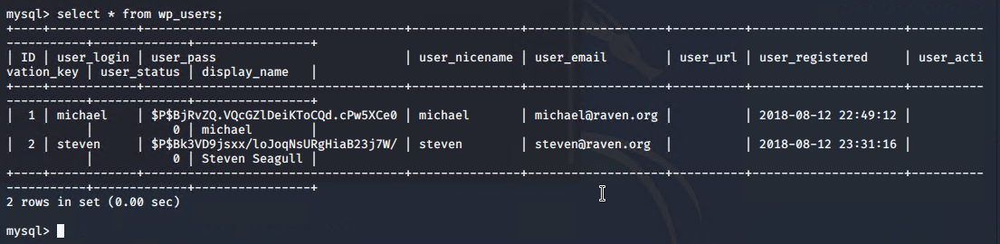 mysql> select * from wp_users;
+----+------------+------------------------------------+---------------+-------------------+----------+---------------------+----------
-----------+-------------+----------------+
| ID | user_login | user_pass                          | user_nicename | user_email        | user_url | user_registered     | user_acti
vation_key | user_status | display_name   |
+----+------------+------------------------------------+---------------+-------------------+----------+---------------------+----------
-----------+-------------+----------------+
|  1 | michael    | $P$BjRvZQ.VQcGZlDeiKToCQd.cPw5XCe0 | michael       | michael@raven.org |          | 2018-08-12 22:49:12 |
           |           0 | michael        |
|  2 | steven     | $P$Bk3VD9jsxx/loJoqNsURgHiaB23j7W/ | steven        | steven@raven.org  |          | 2018-08-12 23:31:16 |
           |           0 | Steven Seagull |
+----+------------+------------------------------------+---------------+-------------------+----------+---------------------+----------
-----------+-------------+----------------+
2 rows in set (0.00 sec)
mysql>